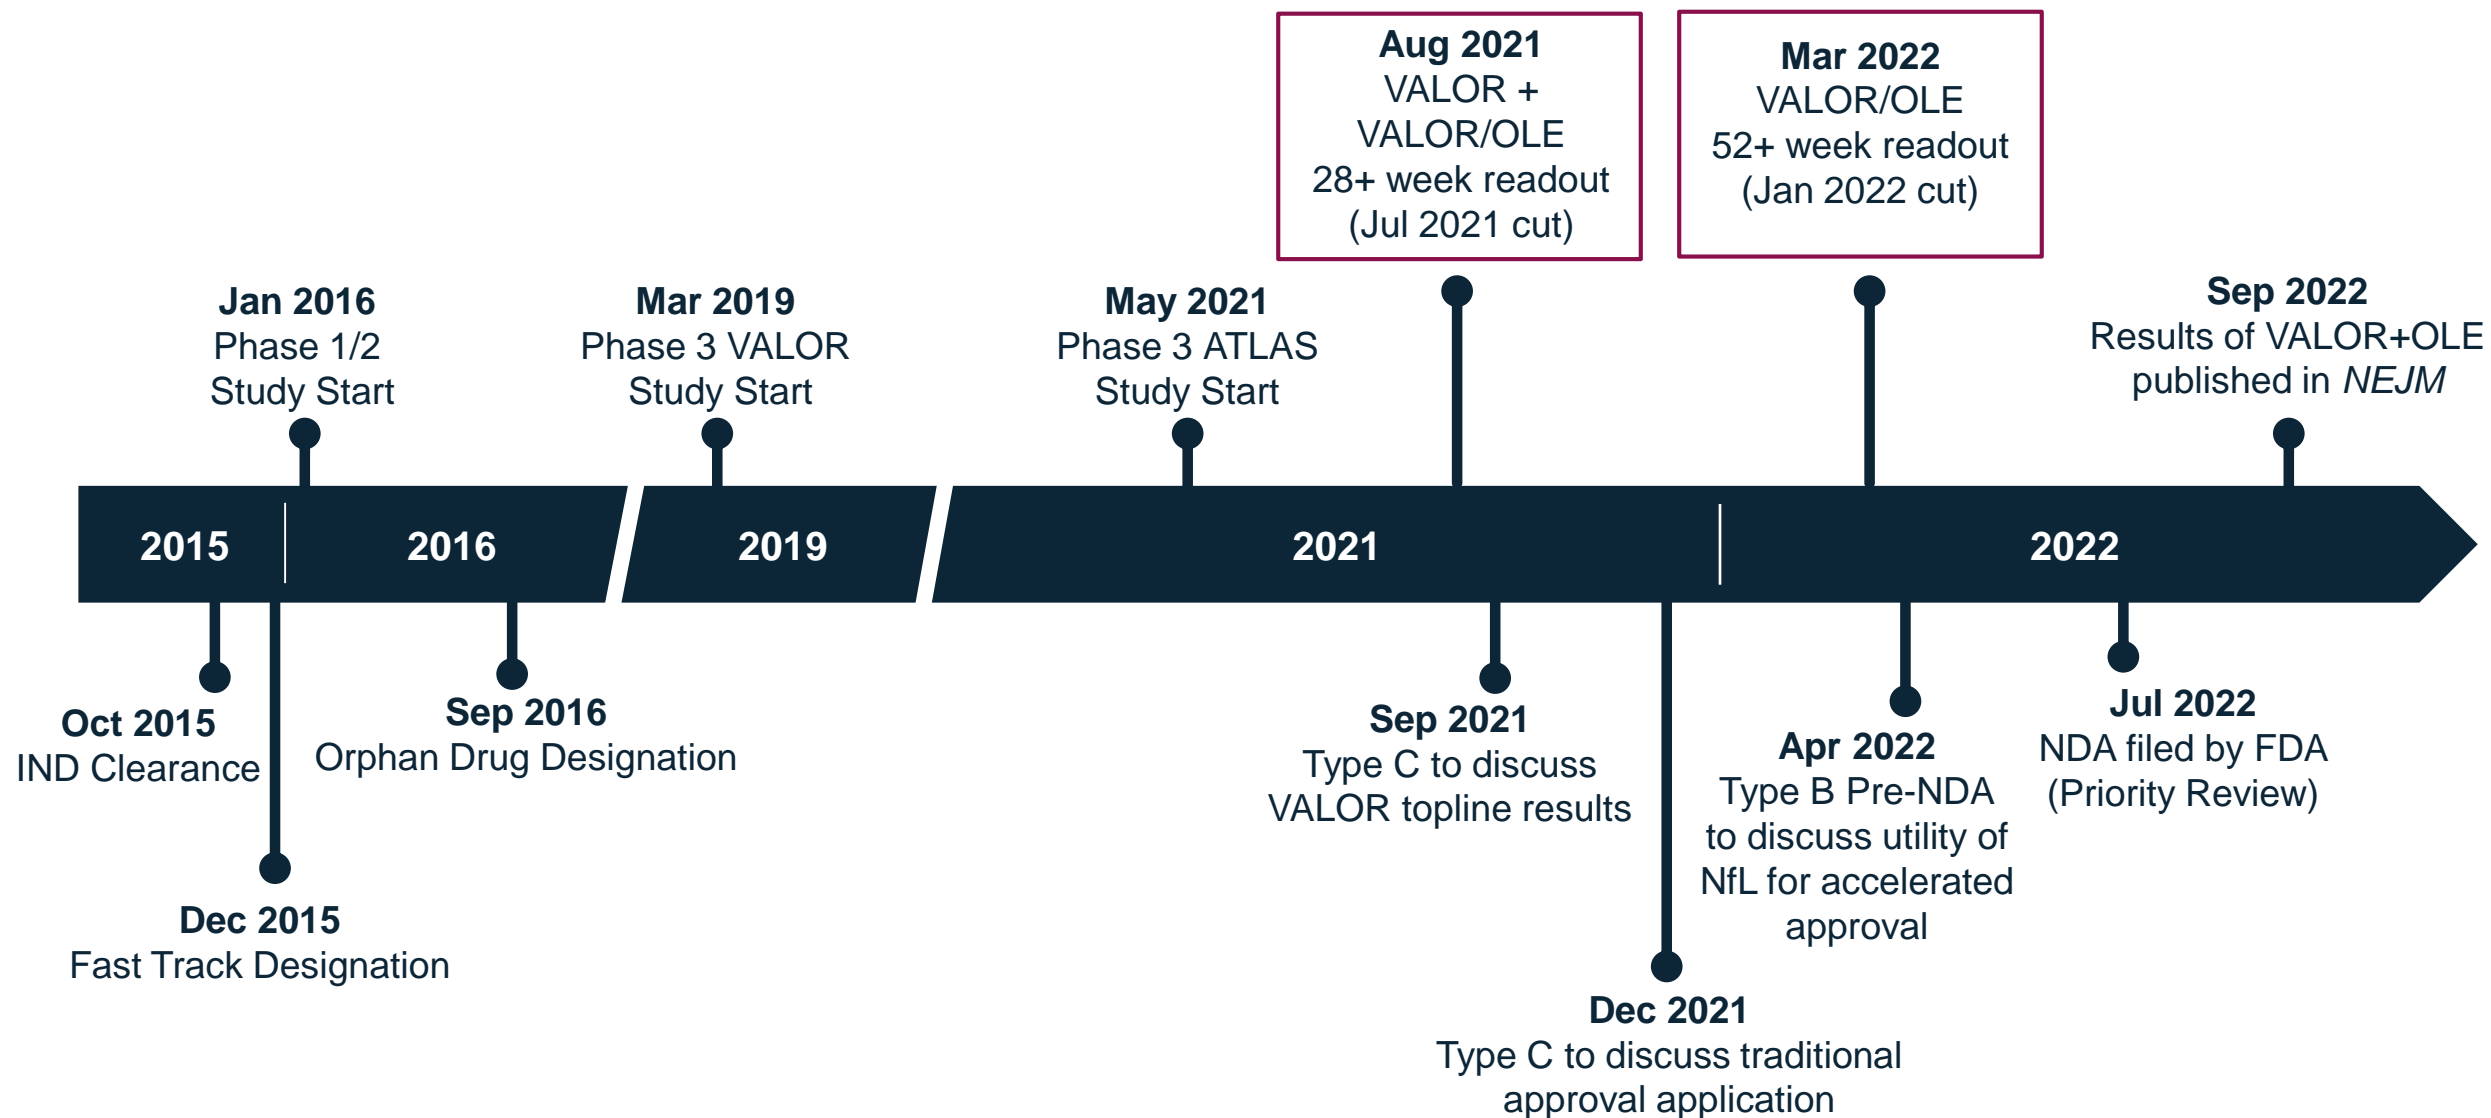 Aug 2021
VALOR +
VALOR/OLE
28+ week readout
(Jul 2021 cut)
Mar 2022
VALOR/OLE
52+ week readout
(Jan 2022 cut)
Jan 2016
Phase 1/2
Study Start
Mar 2019
Phase 3 VALOR
Study Start
May 2021
Phase 3 ATLAS
Study Start
Sep 2022
Results of VALOR+OLE
published in NEJM
2015
2016
2019
2021
2022
Oct 2015
IND Clearance
Dec 2015
Fast Track Designation
Sep 2016
Orphan Drug Designation
Sep 2021
Type C to discuss
VALOR topline results
Dec 2021
Type C to discuss traditional
approval application
Apr 2022
Type B Pre-NDA
to discuss utility of
NfL for accelerated
approval
Jul 2022
NDA filed by FDA
(Priority Review)